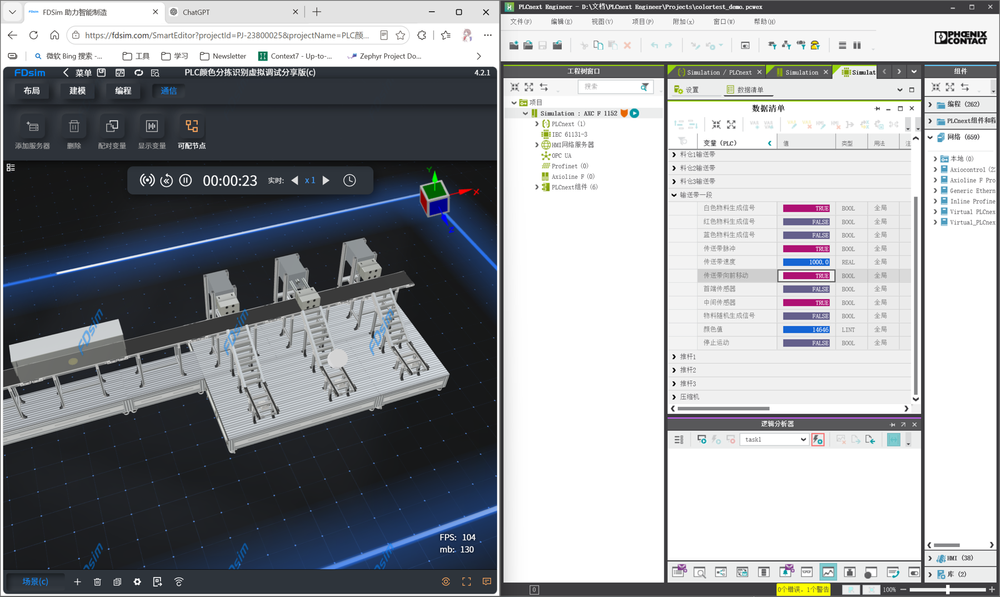 FDSim 助力智能制造
ChatGPT
https://fdsim.com/SmartEditor?projectId=PJ-23800025&projectName=PLC颜...
微软 Bing 搜索 -...
工具
学习
Newsletter
Context7 - Up-to-...
Zephyr Project Do...
FDsim
菜单
PLC颜色分拣识别虚拟调试分享版(c)
4.2.1
布局
建模
编程
通信
添加服务器
删除
配对变量
显示变量
可配节点
00:00:23
实时:
x 1
Y
X
Z
FDsim
FDsim
FDsim
FPS: 104
mb: 130
场景(c)
PLCnext Engineer - D:\文档\PLCnext Engineer\Projects\colortest_demo.pcwex
文件(F)
编辑(E)
视图(V)
项目(P)
附加(x)
窗口(W)
帮助(H)
PHŒNIX
CONTACT
工程树窗口
搜索
项目
Simulation : AXC F 1152
PLCnext (1)
IEC 61131-3
HMI网络服务器
OPC UA
Profinet (0)
Axioline F (0)
PLCnext组件 (6)
Simulation / PLCnext
Simulation
Simulat
设置
数据清单
数据清单
变量 (PLC)
值
类型
用法
注
料仓1输送带
料仓2输送带
料仓3输送带
输送带一段
白色物料生成信号 TRUE BOOL 全局
红色物料生成信号 FALSE BOOL 全局
蓝色物料生成信号 FALSE BOOL 全局
传送带脉冲 TRUE BOOL 全局
传送带速度 1000.0 REAL 全局
传送带向前移动 TRUE BOOL 全局
首端传感器 FALSE BOOL 全局
中间传感器 TRUE BOOL 全局
物料随机生成信号 FALSE BOOL 全局
颜色值 14646 LINT 全局
停止运动 FALSE BOOL 全局
推杆1
推杆2
推杆3
压缩机
逻辑分析器
task1
组件
编程 (262)
PLCnext组件和程
网络 (659)
本地 (0)
Axiocontrol (22
Axioline F Pro
Generic Ethern
Inline Profine
Virtual PLCnex
Virtual_PLCnex
HMI (38)
库 (2)
0
0个错误，1个警告
100%